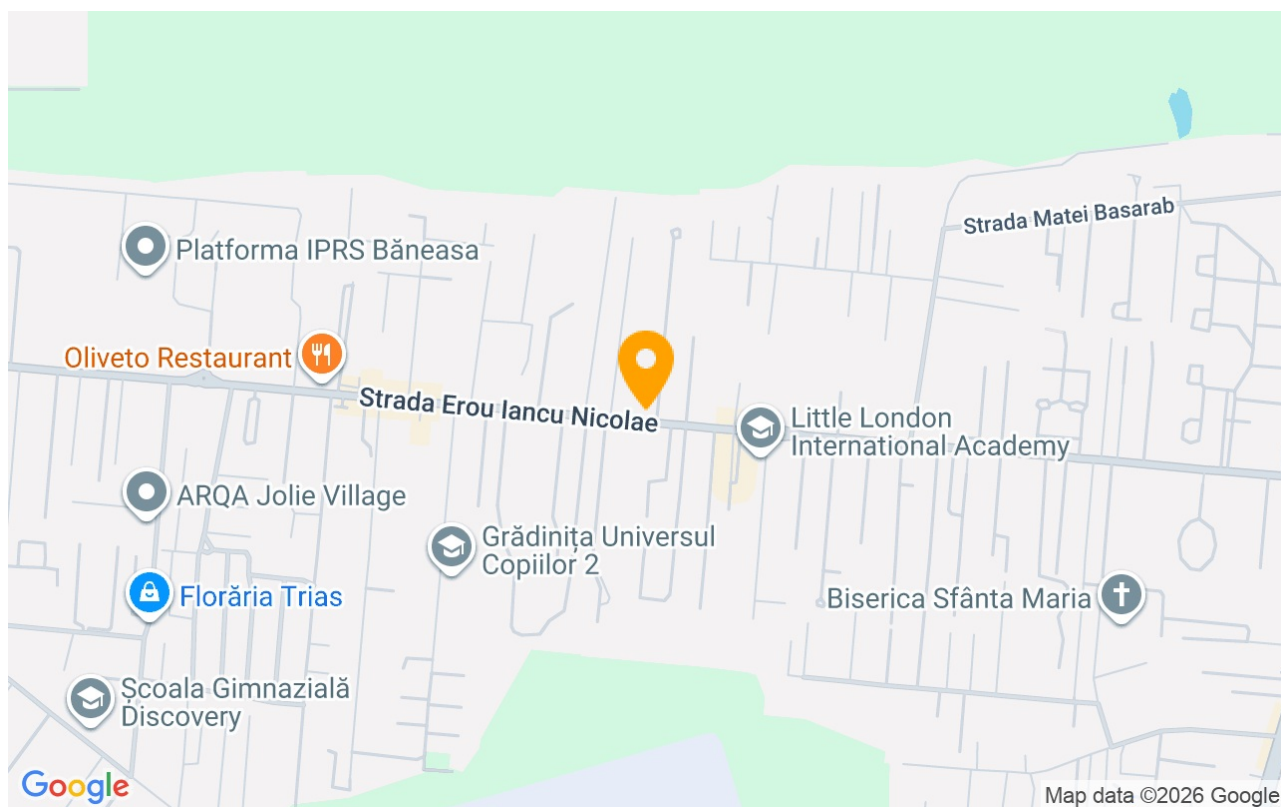 Strada Matei Basarab
Platforma IPRS Băneasa
Oliveto Restaurant
Strada Erou Iancu Nicolae
Little London
International Academy
ARQA Jolie Village
Grădinița Universul
Copiilor 2
Florăria Trias
Biserica Sfânta Maria
Școala Gimnazială
Discovery
Google
Map data ©2026 Google